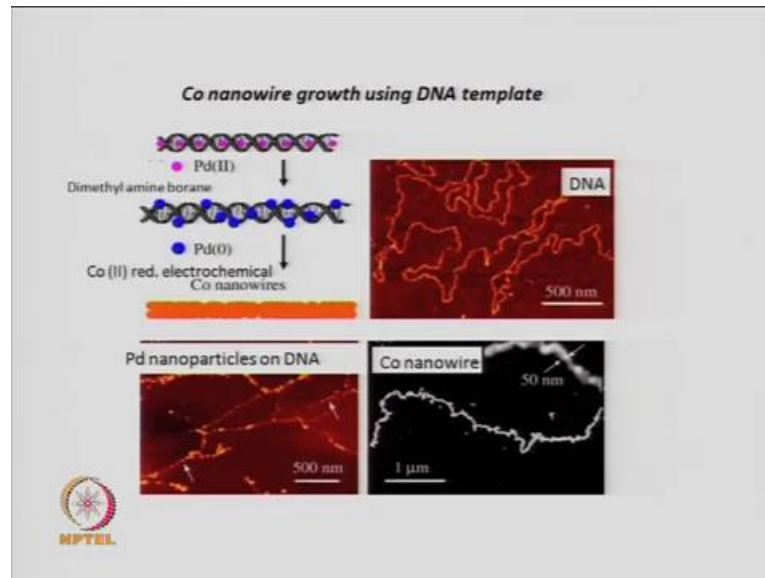 Co nanowire growth using DNA template
Pd(II)
Dimethyl amine borane
Pd(0)
Co (II) red. electrochemical
Co nanowires
DNA
500 nm
Pd nanoparticles on DNA
500 nm
Co nanowire
50 nm
1 μm
NPTEL